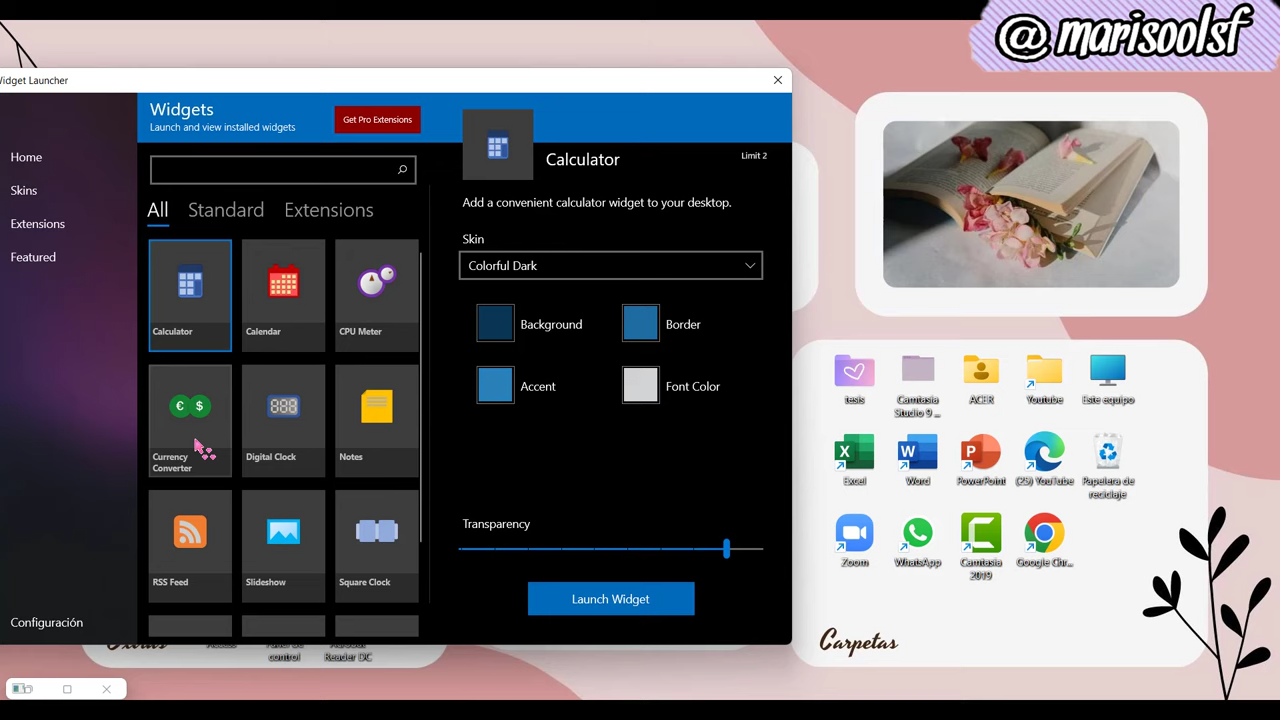 @marisoolsf
Widget Launcher
Home
Skins
Extensions
Featured
Configuración
Widgets
Launch and view installed widgets
Get Pro Extensions
All
Standard
Extensions
Calculator
Calendar
CPU Meter
Currency
Converter
Digital Clock
Notes
RSS Feed
Slideshow
Square Clock
Calculator
Limit 2
Add a convenient calculator widget to your desktop.
Skin
Colorful Dark
Background
Border
Accent
Font Color
Transparency
Launch Widget
tesis
Camtasia
Studio 9 ...
ACER
Youtube
Este equipo
Excel
Word
PowerPoint
(25) YouTube
Papelera de
reciclaje
Zoom
WhatsApp
Camtasia
2019
Google Chr...
Carpetas
Extras
control
Reader DC